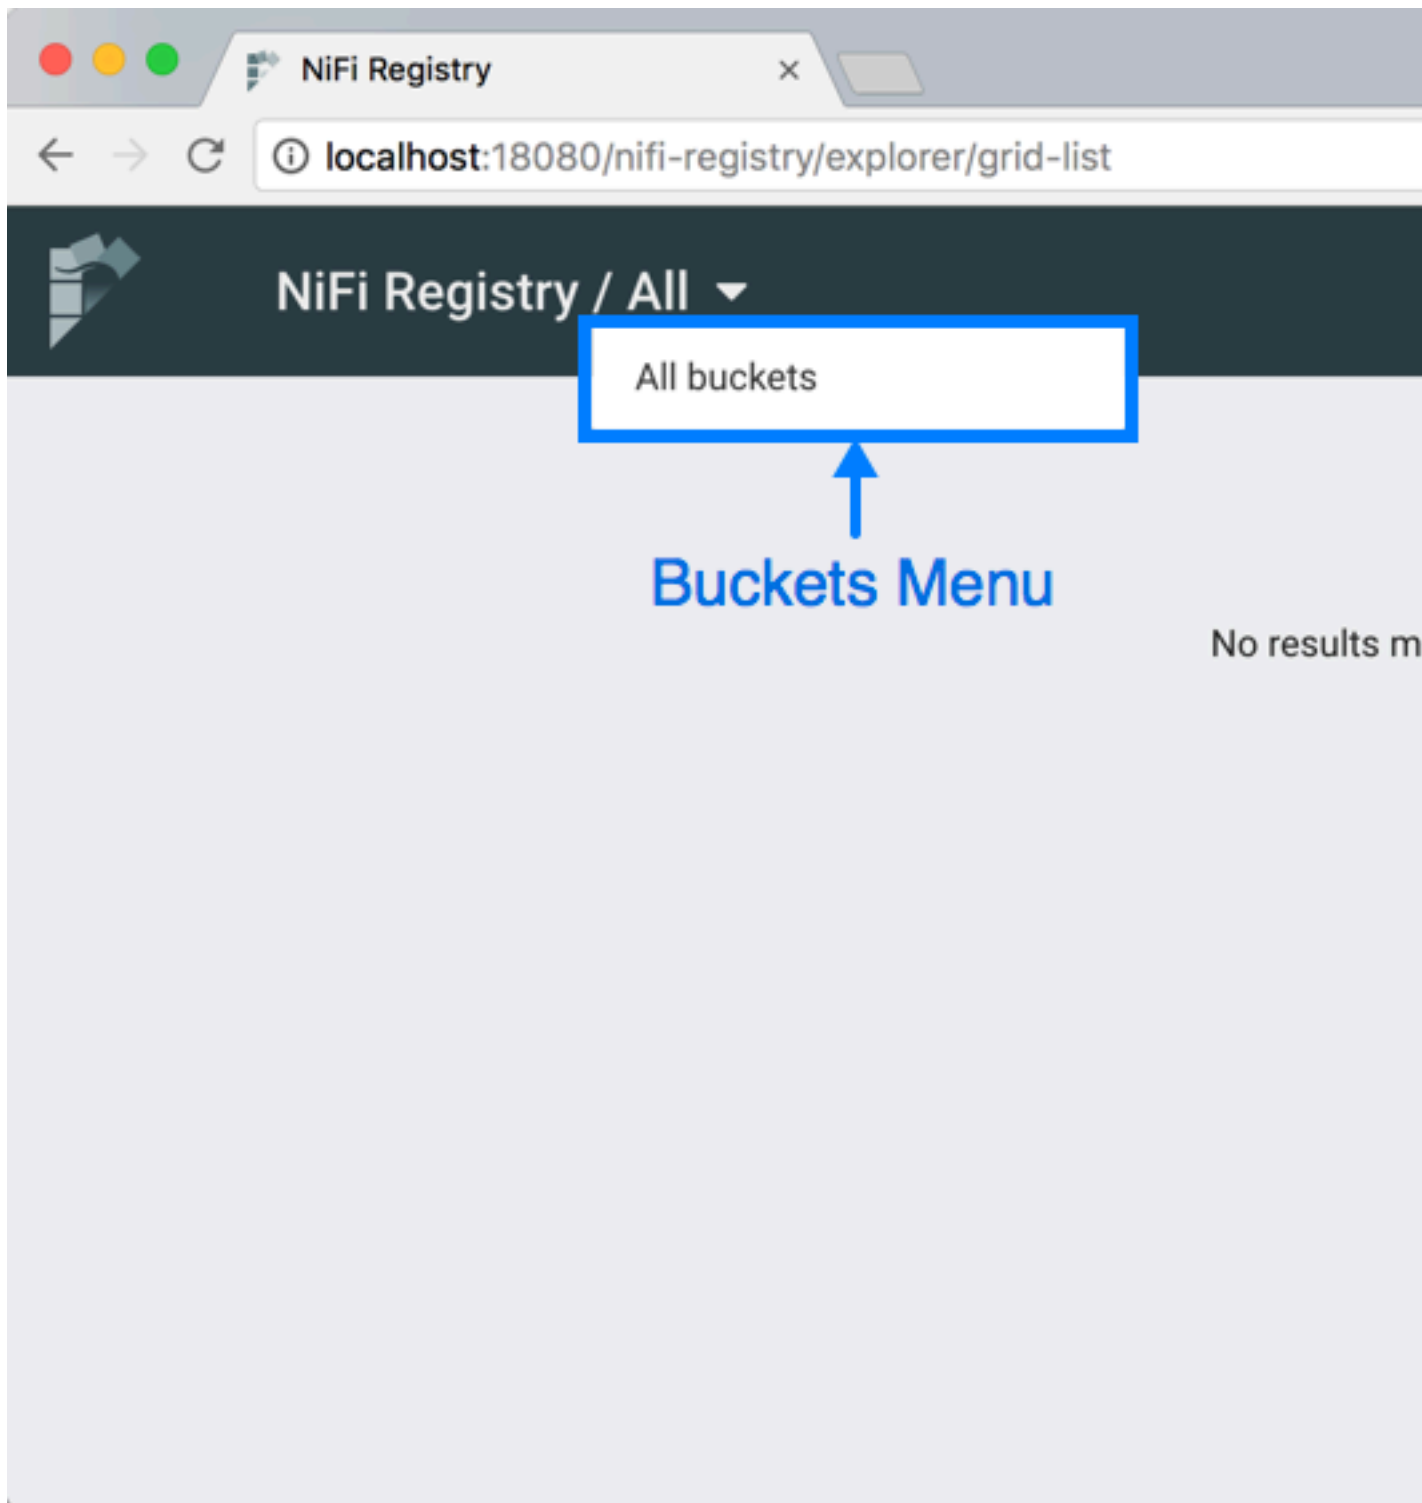 NiFi Registry
localhost:18080/nifi-registry/explorer/grid-list
NiFi Registry / All
All buckets
Buckets Menu
No results